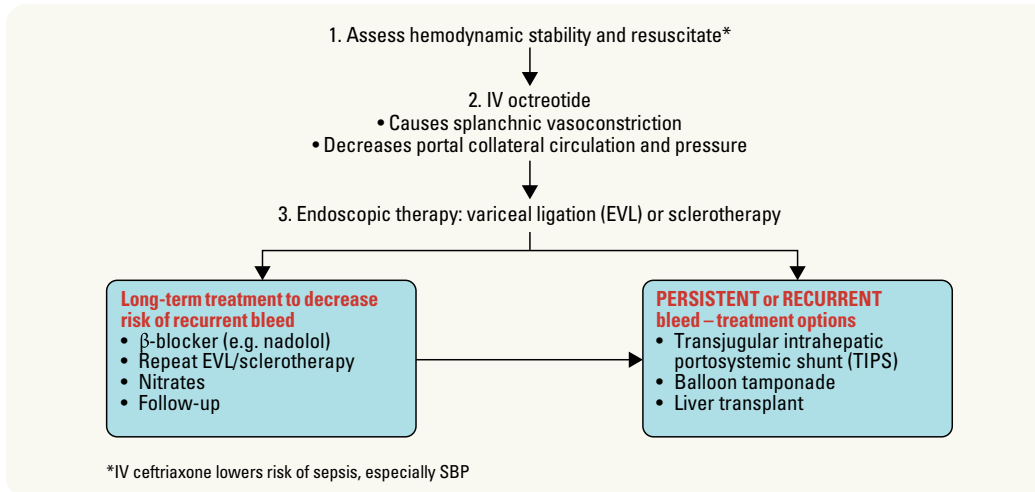 1. Assess hemodynamic stability and resuscitate*
2. IV octreotide
• Causes splanchnic vasoconstriction
• Decreases portal collateral circulation and pressure
3. Endoscopic therapy: variceal ligation (EVL) or sclerotherapy
Long-term treatment to decrease
risk of recurrent bleed
• β-blocker (e.g. nadolol)
• Repeat EVL/sclerotherapy
• Nitrates
• Follow-up
PERSISTENT or RECURRENT
bleed – treatment options
• Transjugular intrahepatic
portosystemic shunt (TIPS)
• Balloon tamponade
• Liver transplant
*IV ceftriaxone lowers risk of sepsis, especially SBP